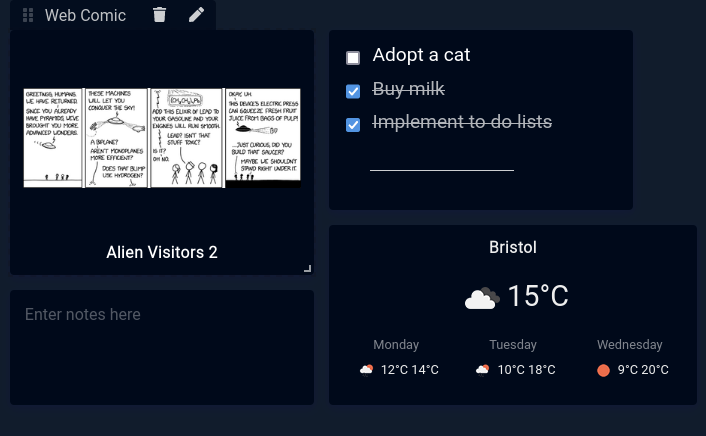 Web Comic
GREETINGS, HUMANS.
WE HAVE RETURNED.
SINCE YOU ALREADY
HAVE PYRAMIDS, WE'VE
BROUGHT YOU MORE
ADVANCED WONDERS.
THESE MACHINES
WILL LET YOU
CONQUER THE SKY!
A BIPLANE?
AREN'T MONOPLANES
MORE EFFICIENT?
DOES THAT BLIMP
USE HYDROGEN?
ADD THIS ELIXIR OF LEAD TO
YOUR GASOLINE AND YOUR
ENGINES WILL RUN SMOOTH.
LEAD? ISN'T THAT
STUFF TOXIC?
IS IT?
OH NO.
OKAY, UH,
THIS DEVICE'S ELECTRIC PRESS
CAN SQUEEZE FRESH FRUIT
JUICE FROM BAGS OF PULP!
...JUST CURIOUS, DID YOU
BUILD THAT SAUCER?
MAYBE WE SHOULDN'T
STAND RIGHT UNDER IT.
Alien Visitors 2
Enter notes here
Adopt a cat
Buy milk
Implement to do lists
Bristol
15°C
Monday
12°C 14°C
Tuesday
10°C 18°C
Wednesday
9°C 20°C